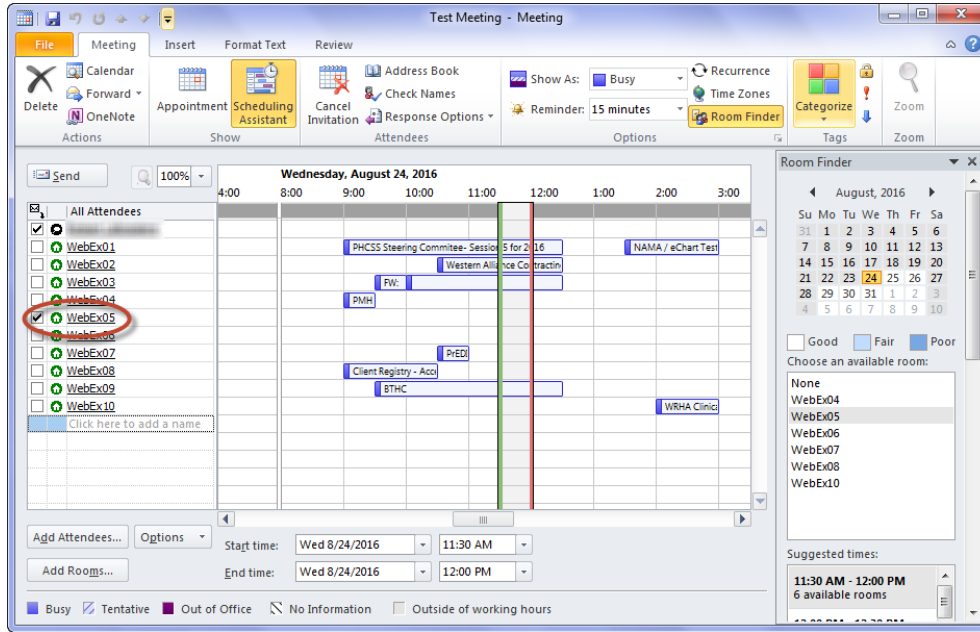 Test Meeting - Meeting
File Meeting Insert Format Text Review
Delete
Calendar
Forward
OneNote
Actions
Appointment
Scheduling Assistant
Show
Cancel Invitation
Address Book
Check Names
Response Options
Attendees
Show As: Busy
Reminder: 15 minutes
Recurrence
Time Zones
Room Finder
Options
Categorize
Tags
Zoom
Zoom
Send
100%
Wednesday, August 24, 2016
4:00 8:00 9:00 10:00 11:00 12:00 1:00 2:00 3:00
All Attendees
WebEx01 PHCSS Steering Commitee- Session 5 for 2016 NAMA / eChart Test
WebEx02 Western Alliance Contractin
WebEx03 FW:
WebEx04 PMH
WebEx05
WebEx06
WebEx07 PrEDI
WebEx08 Client Registry - Acc
WebEx09 BTHC
WebEx10 WRHA Clinic
Click here to add a name
Add Attendees... Options
Add Rooms...
Start time: Wed 8/24/2016 11:30 AM
End time: Wed 8/24/2016 12:00 PM
Busy Tentative Out of Office No Information Outside of working hours
Room Finder
August, 2016
Su Mo Tu We Th Fr Sa
31 1 2 3 4 5 6
7 8 9 10 11 12 13
14 15 16 17 18 19 20
21 22 23 24 25 26 27
28 29 30 31 1 2 3
4 5 6 7 8 9 10
Good Fair Poor
Choose an available room:
None
WebEx04
WebEx05
WebEx06
WebEx07
WebEx08
WebEx10
Suggested times:
11:30 AM - 12:00 PM
6 available rooms
12:00 PM - 12:30 PM